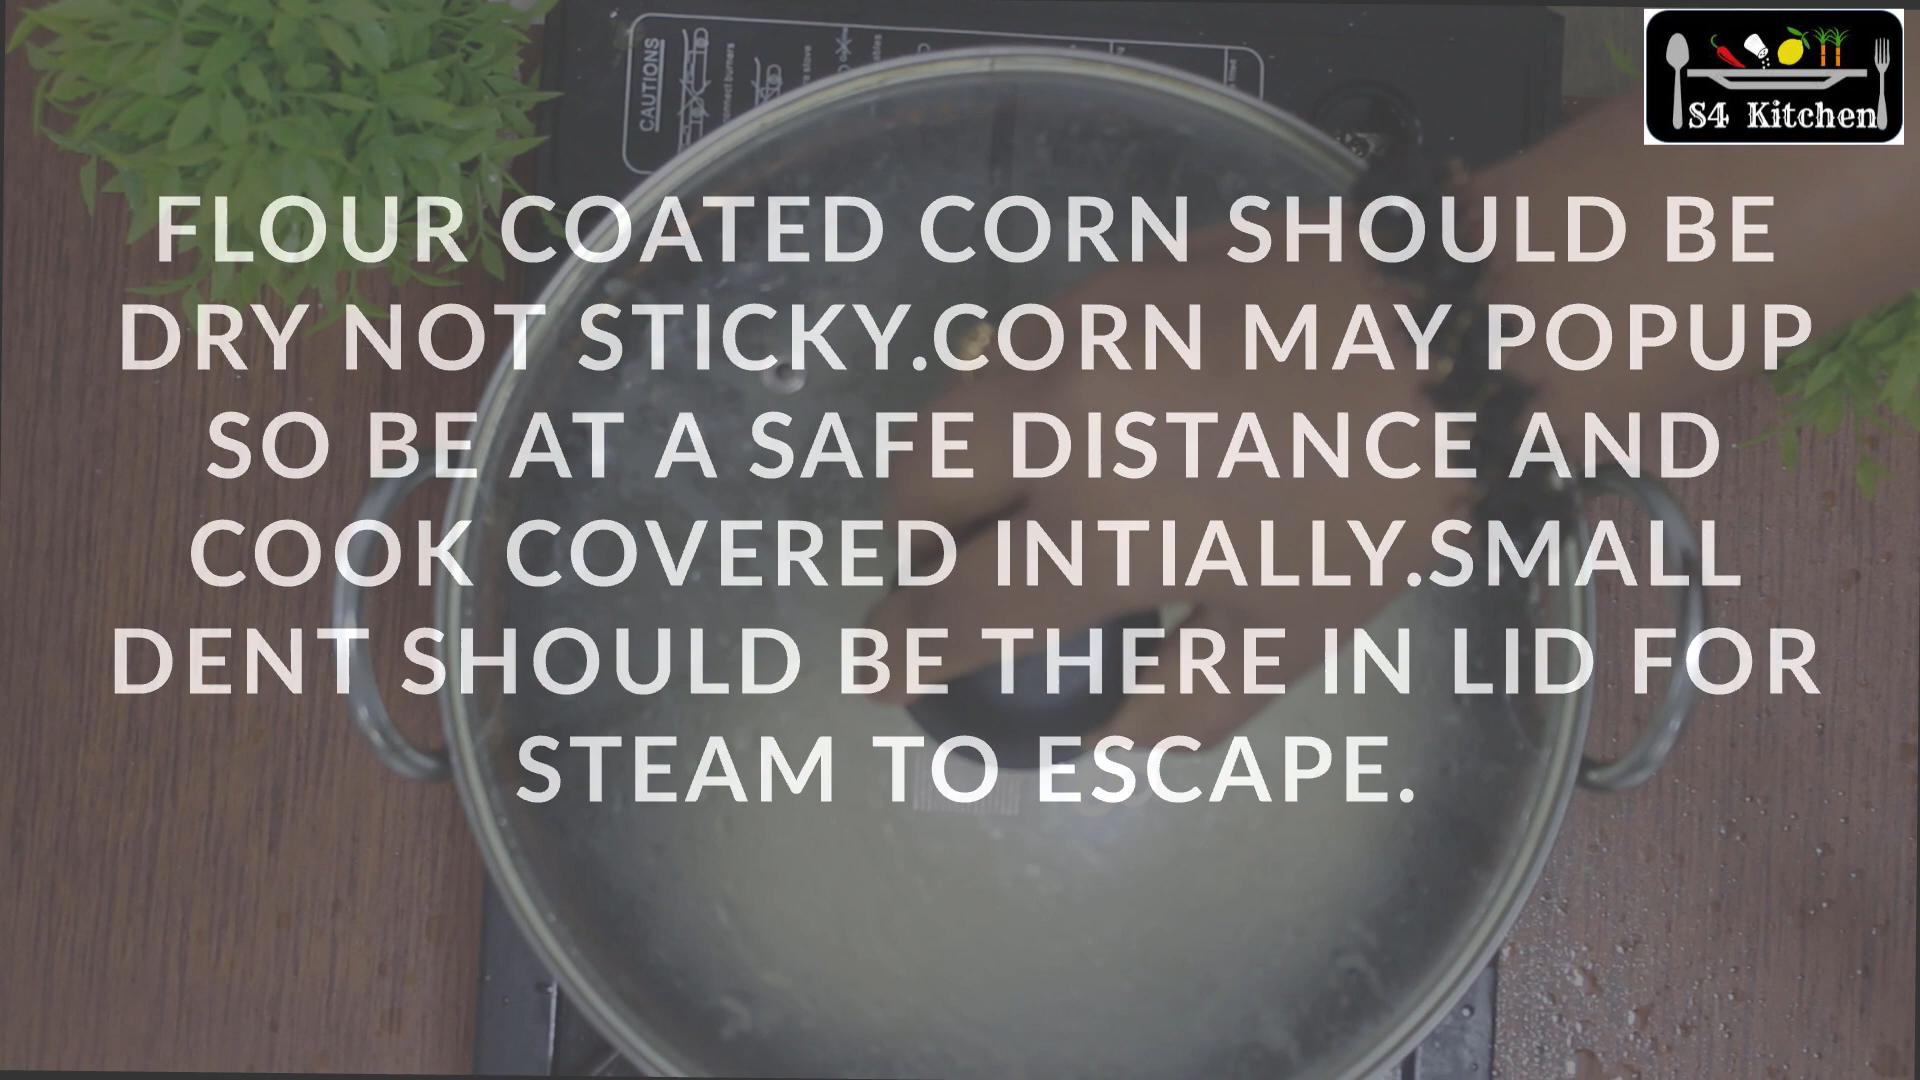 CAUTIONS
S4 Kitchen
FLOUR COATED CORN SHOULD BE
DRY NOT STICKY.CORN MAY POPUP
SO BE AT A SAFE DISTANCE AND
COOK COVERED INTIALLY.SMALL
DENT SHOULD BE THERE IN LID FOR
STEAM TO ESCAPE.